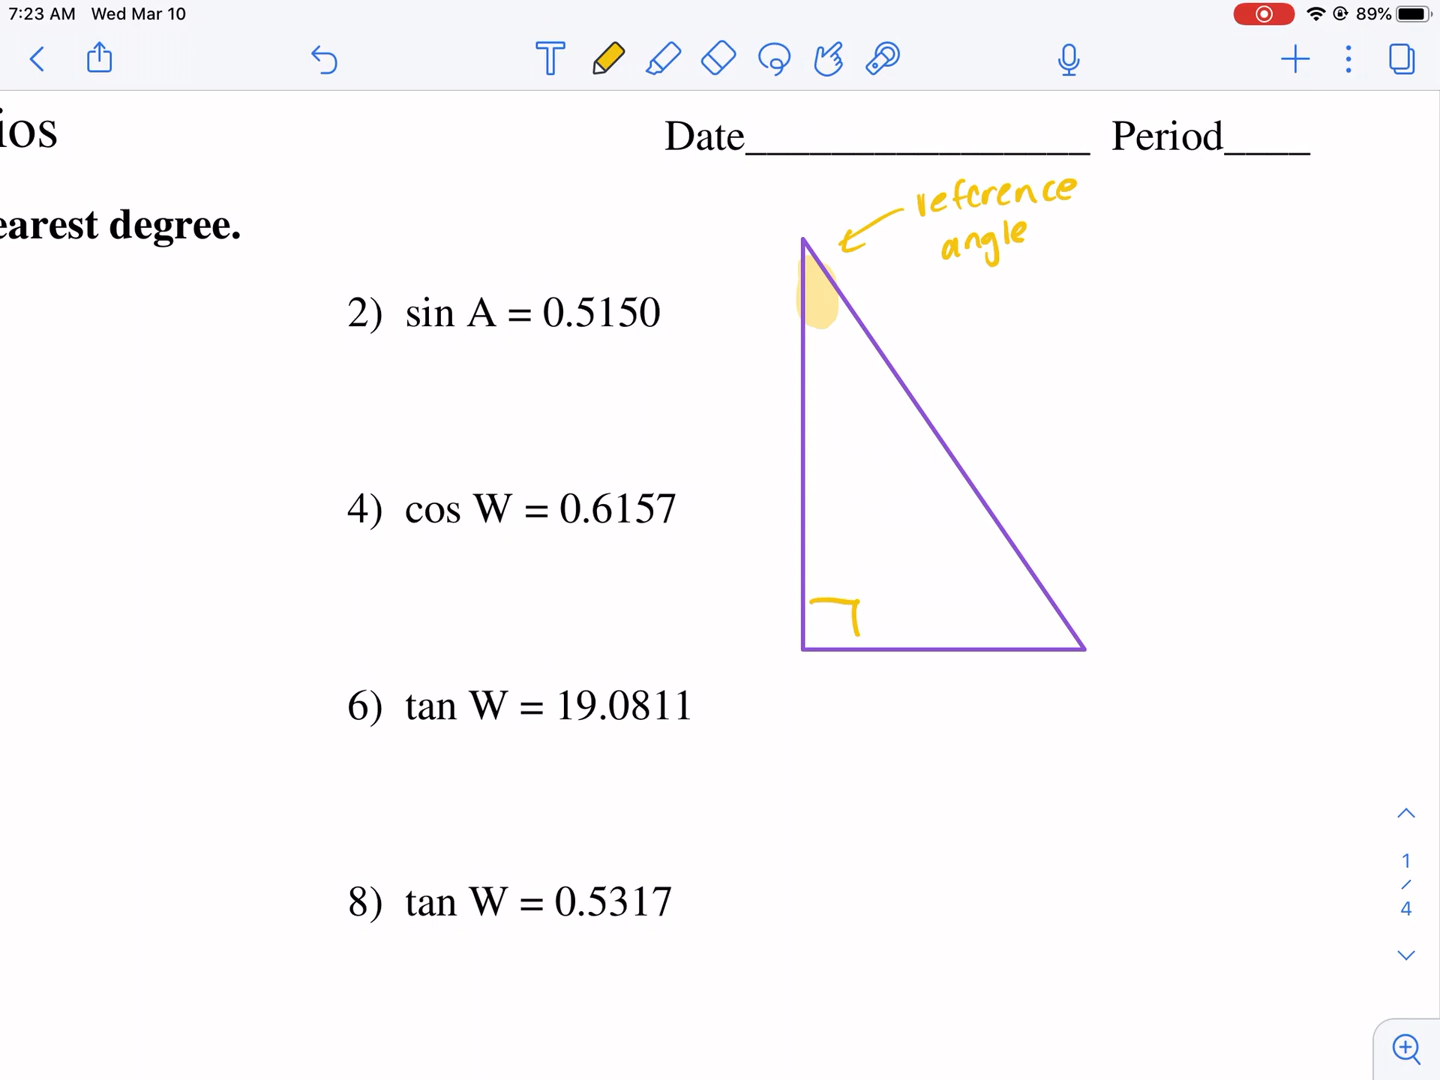 7:23 AM Wed Mar 10
89%
ios
Date________________ Period____
earest degree.
reference
angle
2) sin A = 0.5150
4) cos W = 0.6157
6) tan W = 19.0811
8) tan W = 0.5317
1
/
4